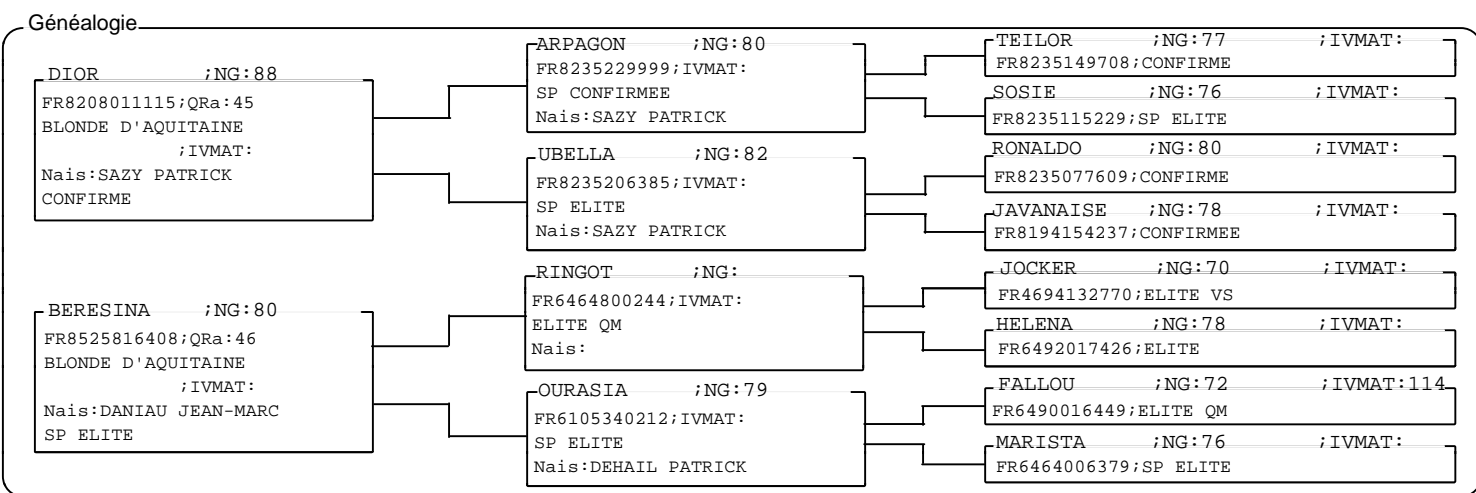 Généalogie
DIOR ;NG:88
FR8208011115;QRa:45
BLONDE D'AQUITAINE
;IVMAT:
Nais:SAZY PATRICK
CONFIRME
BERESINA ;NG:80
FR8525816408;QRa:46
BLONDE D'AQUITAINE
;IVMAT:
Nais:DANIAU JEAN-MARC
SP ELITE
ARPAGON ;NG:80
FR8235229999;IVMAT:
SP CONFIRMEE
Nais:SAZY PATRICK
UBELLA ;NG:82
FR8235206385;IVMAT:
SP ELITE
Nais:SAZY PATRICK
RINGOT ;NG:
FR6464800244;IVMAT:
ELITE QM
Nais:
OURASIA ;NG:79
FR6105340212;IVMAT:
SP ELITE
Nais:DEHAIL PATRICK
TEILOR ;NG:77 ;IVMAT:
FR8235149708;CONFIRME
SOSIE ;NG:76 ;IVMAT:
FR8235115229;SP ELITE
RONALDO ;NG:80 ;IVMAT:
FR8235077609;CONFIRME
JAVANAISE ;NG:78 ;IVMAT:
FR8194154237;CONFIRMEE
JOCKER ;NG:70 ;IVMAT:
FR4694132770;ELITE VS
HELENA ;NG:78 ;IVMAT:
FR6492017426;ELITE
FALLOU ;NG:72 ;IVMAT:114
FR6490016449;ELITE QM
MARISTA ;NG:76 ;IVMAT:
FR6464006379;SP ELITE